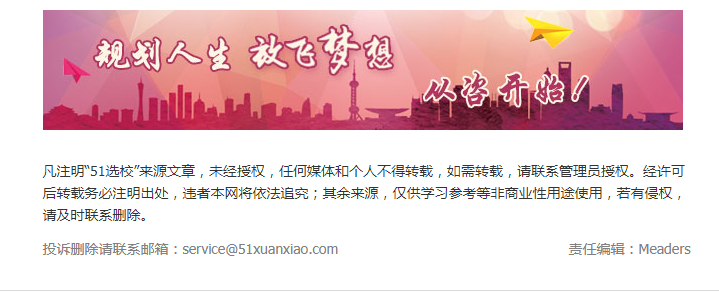 规划人生 放飞梦想
从咨开始！
凡注明“51选校”来源文章，未经授权，任何媒体和个人不得转载，如需转载，请联系管理员授权。经许可
后转载务必注明出处，违者本网将依法追究；其余来源，仅供学习参考等非商业性用途使用，若有侵权，
请及时联系删除。
投诉删除请联系邮箱：service@51xuanxiao.com
责任编辑：Meaders